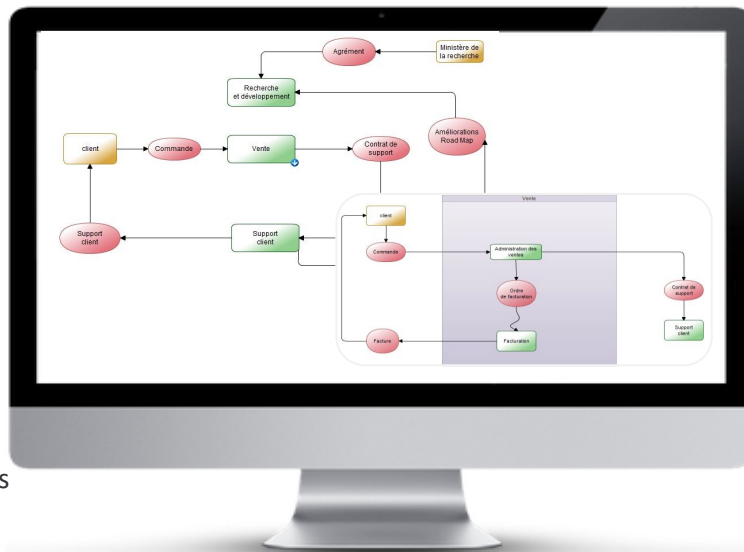 Agrément
Ministère de
la recherche
Recherche
et développement
Améliorations
Road Map
client
Commande
Vente
Contrat de
support
Support
client
Support
client
Vente
client
Commande
Administration des
ventes
Ordre
de facturation
Contrat de
support
Support
client
Facture
Facturation
s